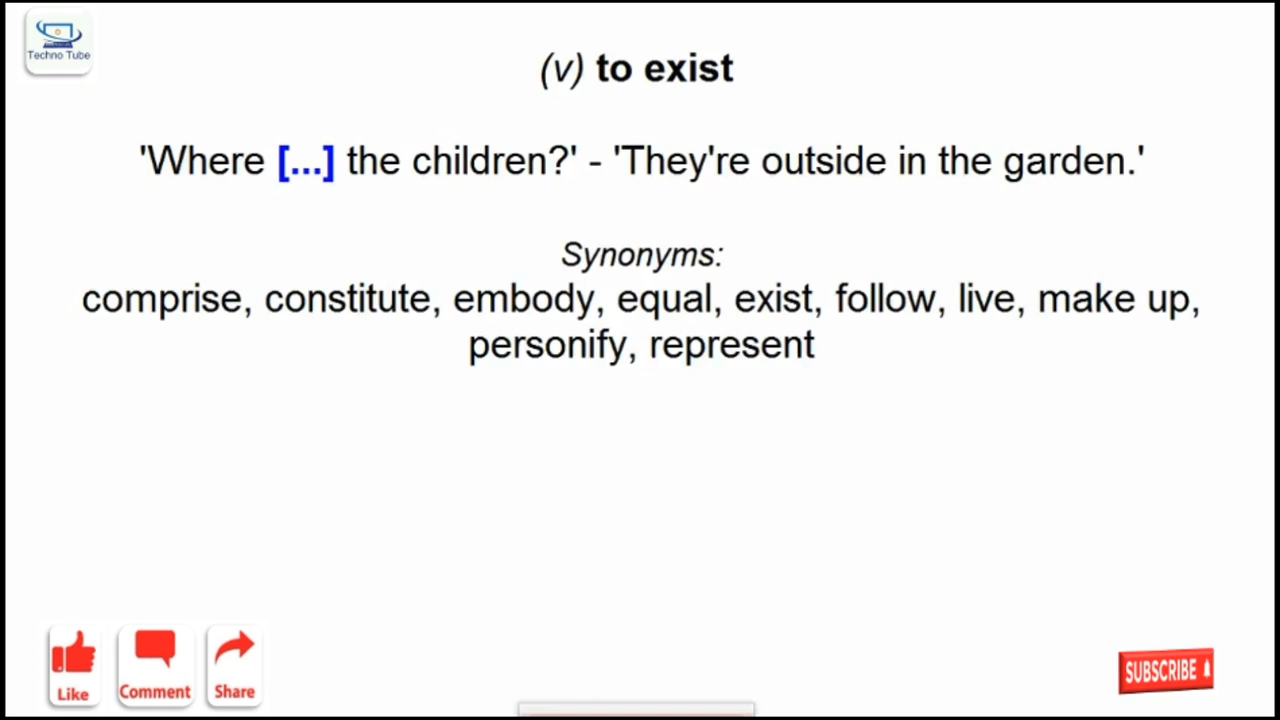 Techno Tube
(v) to exist
'Where [...] the children?' - 'They're outside in the garden.'
Synonyms:
comprise, constitute, embody, equal, exist, follow, live, make up,
personify, represent
Like
Comment
Share
SUBSCRIBE